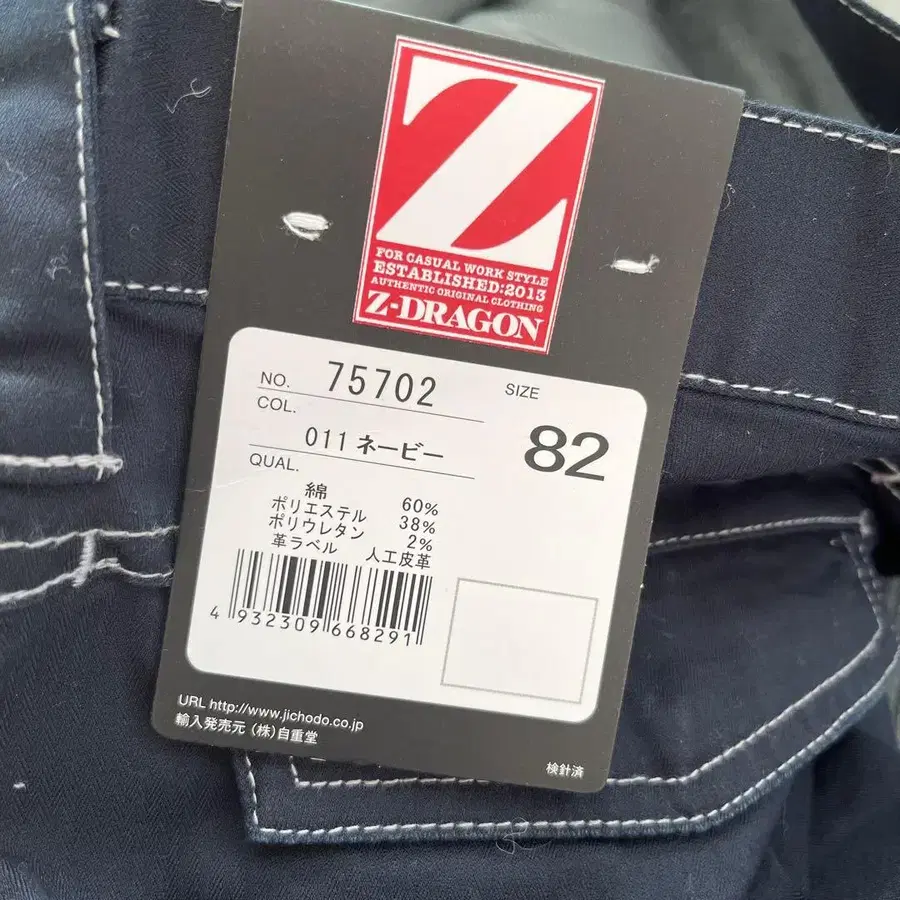 Z
FOR CASUAL WORK STYLE
ESTABLISHED:2013
AUTHENTIC ORIGINAL CLOTHING
Z-DRAGON
NO. 75702
SIZE 82
COL.
011 ネービー
QUAL.
綿 60%
ポリエステル 38%
ポリウレタン 2%
革ラベル 人工皮革
4 932309 668291
URL http://www.jichodo.co.jp
輸入発売元 (株)自重堂
検針済